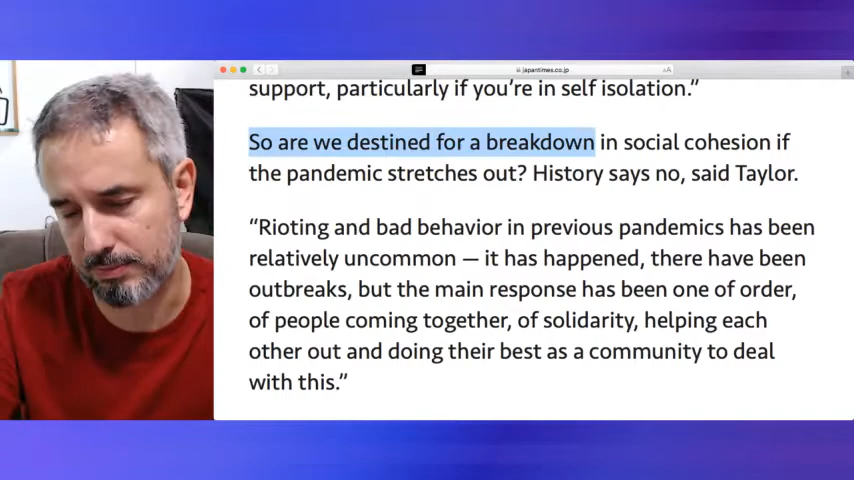 japantimes.co.jp
support, particularly if you're in self isolation.”
So are we destined for a breakdown in social cohesion if
the pandemic stretches out? History says no, said Taylor.
“Rioting and bad behavior in previous pandemics has been
relatively uncommon — it has happened, there have been
outbreaks, but the main response has been one of order,
of people coming together, of solidarity, helping each
other out and doing their best as a community to deal
with this.”